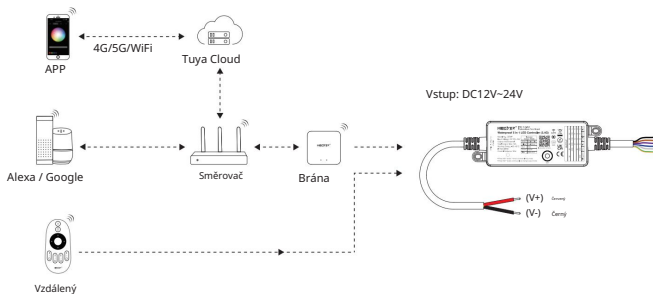 4G/5G/WiFi
APP
Tuya Cloud
Vstup: DC12V~24V
Alexa / Google
Směrovač
Brána
(V+) červený
(V-) Černý
Vzdálený